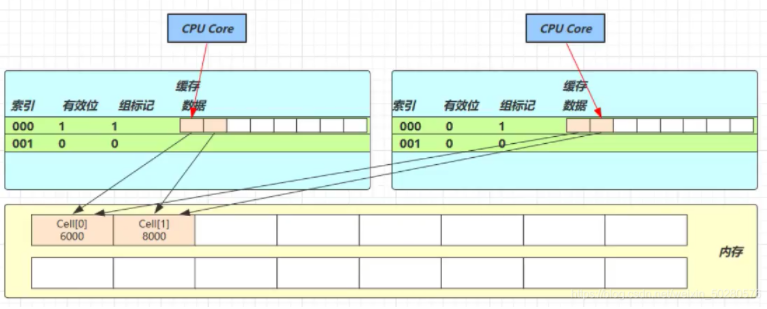 CPU Core
CPU Core
缓存
索引 有效位 组标记 数据
000 1 1
001 0 0
缓存
索引 有效位 组标记 数据
000 0 1
001 0 0
Cell[0]
6000
Cell[1]
8000
内存